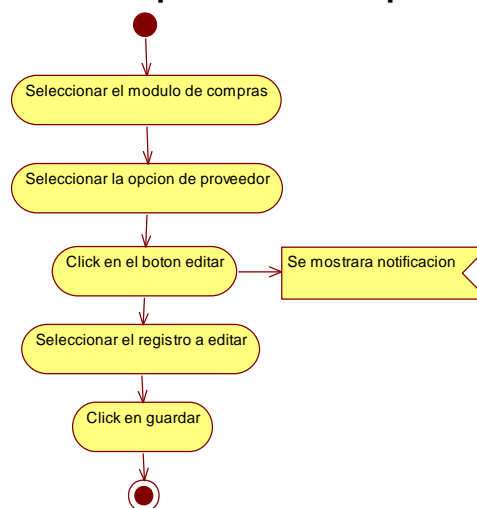 Seleccionar el modulo de compras
Seleccionar la opcion de proveedor
Click en el boton editar
Se mostrara notificacion
Seleccionar el registro a editar
Click en guardar